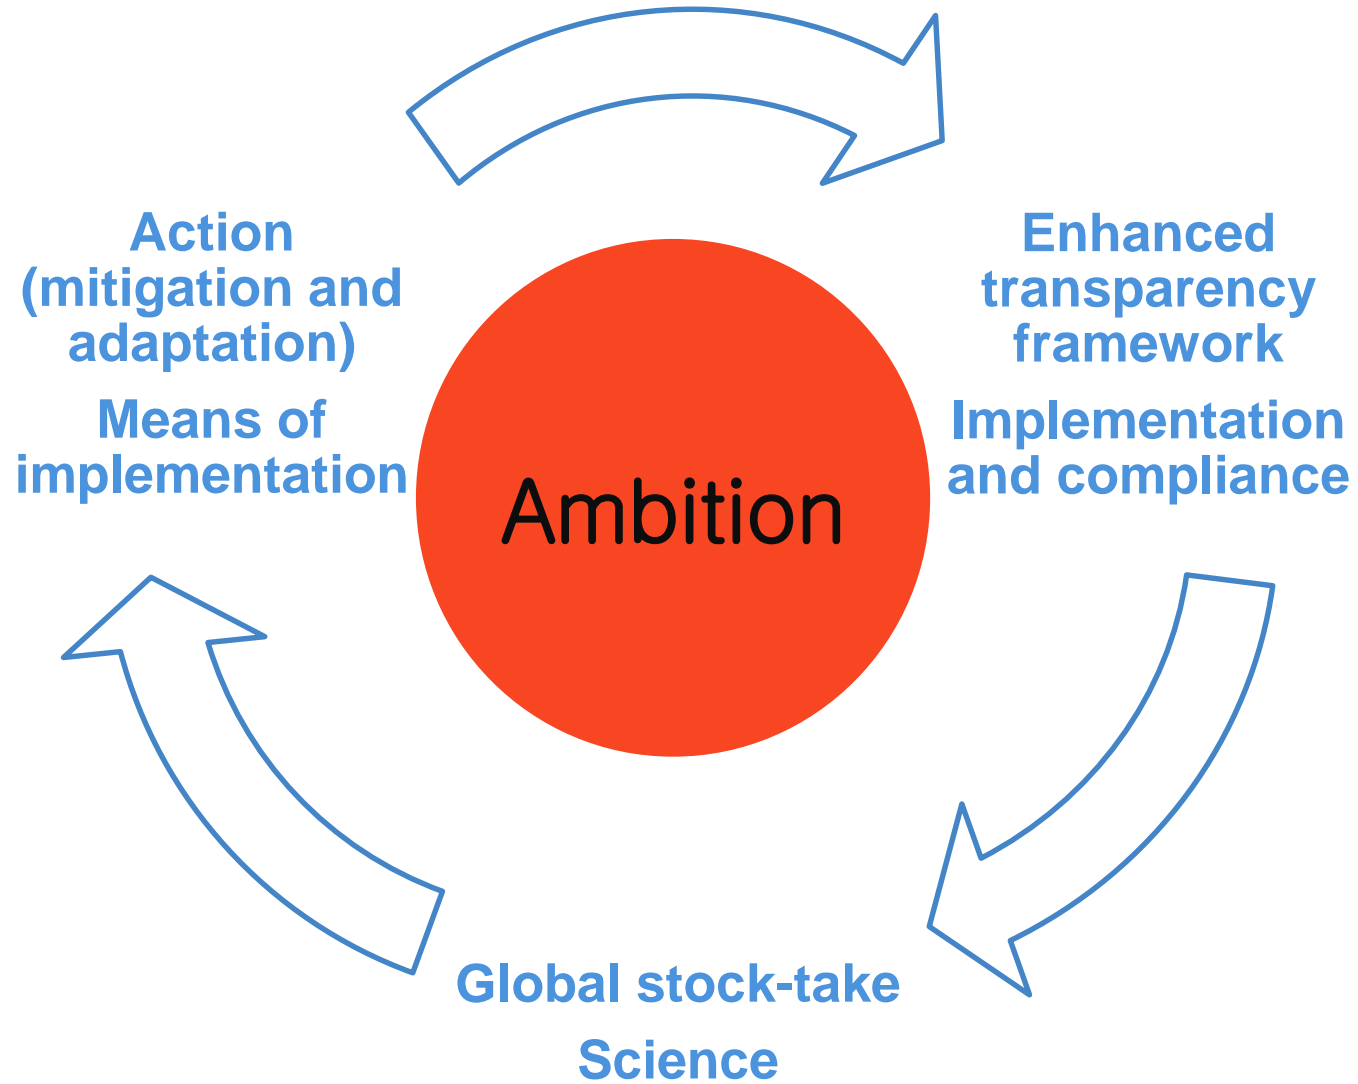 Action
(mitigation and
adaptation)
Means of
implementation
Ambition
Enhanced
transparency
framework
Implementation
and compliance
Global stock-take
Science